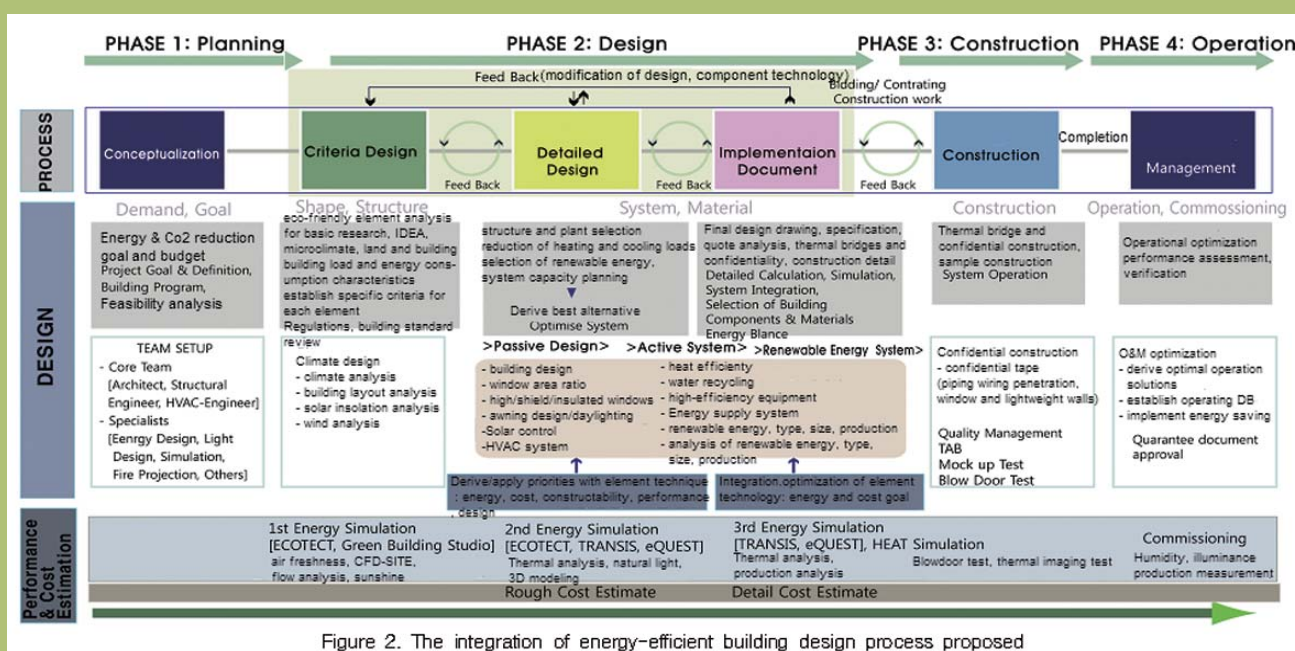 PHASE 1: Planning
PHASE 2: Design
PHASE 3: Construction
PHASE 4: Operation
Feed Back(modification of design, component technology)
Bidding/ Contrating
Construction work
PROCESS
Conceptualization
Criteria Design
Feed Back
Detailed
Design
Feed Back
Implementaion
Document
Feed Back
Construction
Completion
Management
DESIGN
Demand, Goal
Energy & Co2 reduction
goal and budget
Project Goal & Definition,
Building Program,
Feasibility analysis
TEAM SETUP
- Core Team
[Architect, Structural
Engineer, HVAC-Engineer]
- Specialists
[Eenrgy Design, Light
Design, Simulation,
Fire Projection, Others]
Shape, Structure
eco-friendly element analysis
for basic research, IDEA,
microclimate, land and building
building load and energy cons-
umption characteristics
establish specific criteria for
each element
Regulations, building standard
review
Climate design
- climate analysis
- building layout analysis
- solar insolation analysis
- wind analysis
System, Material
structure and plant selection
reduction of heating and cooling loads
selection of renewable energy,
system capacity planning
Derive best alternative
Optimise System
Final design drawing, specification,
quote analysis, thermal bridges and
confidentiality, construction detail
Detailed Calculation, Simulation,
System Integration,
Selection of Building
Components & Materials
Energy Blance
>Passive Design>
>Active System>
>Renewable Energy System>
- building design
- window area ratio
- high/shield/insulated windows
- awning design/daylighting
-Solar control
-HVAC system
- heat efficienty
- water recycling
- high-efficiency equipment
- Energy supply system
- renewable energy, type, size, production
- analysis of renewable energy, type,
size, production
Derive/apply priorities with element technique
: energy, cost, constructability, performance
, design
Integration.optimization of element
technology: energy and cost goal
Construction
Thermal bridge and
confidential construction,
sample construction
System Operation
Confidential construction
- confidential tape
(piping wiring penetration,
window and lightweight walls)
Quality Management
TAB
Mock up Test
Blow Door Test
Operation, Commossioning
Operational optimization
performance assessment,
verification
O&M optimization
- derive optimal operation
solutions
- establish operating DB
- implement energy saving
Quarantee document
approval
Performance
& Cost
Estimation
1st Energy Simulation
[ECOTECT, Green Building Studio]
air freshness, CFD-SITE,
flow analysis, sunshine
2nd Energy Simulation
[ECOTECT, TRANSIS, eQUEST]
Thermal analysis, natural light,
3D modeling
3rd Energy Simulation
[TRANSIS, eQUEST], HEAT Simulation
Thermal analysis,
production analysis
Blowdoor test, thermal imaging test
Commissioning
Humidity, illuminance
production measurement
Rough Cost Estimate
Detail Cost Estimate
Figure 2. The integration of energy-efficient building design process proposed